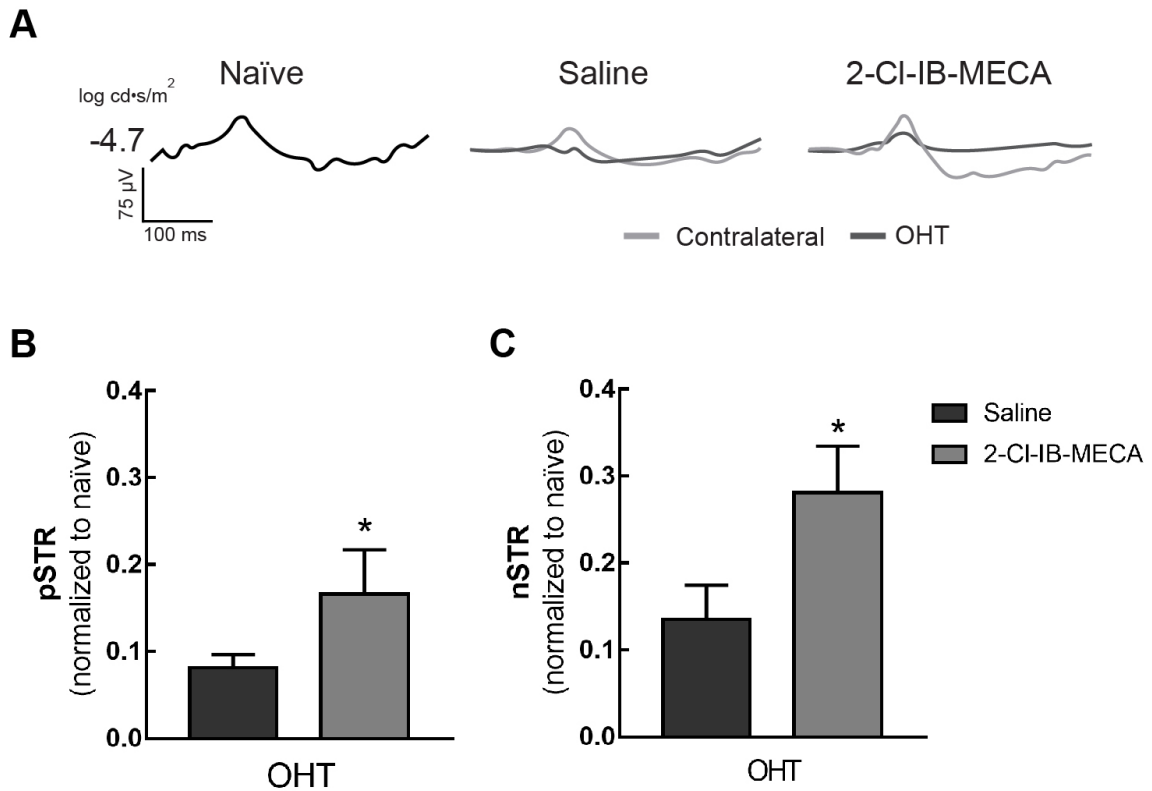 A
Naïve
Saline
2-Cl-IB-MECA
log cd•s/m²
-4.7
75 µV
100 ms
Contralateral
OHT
B
pSTR
(normalized to naïve)
0.4
0.3
0.2
0.1
0.0
*
OHT
C
nSTR
(normalized to naïve)
0.4
0.3
0.2
0.1
0.0
*
OHT
Saline
2-Cl-IB-MECA